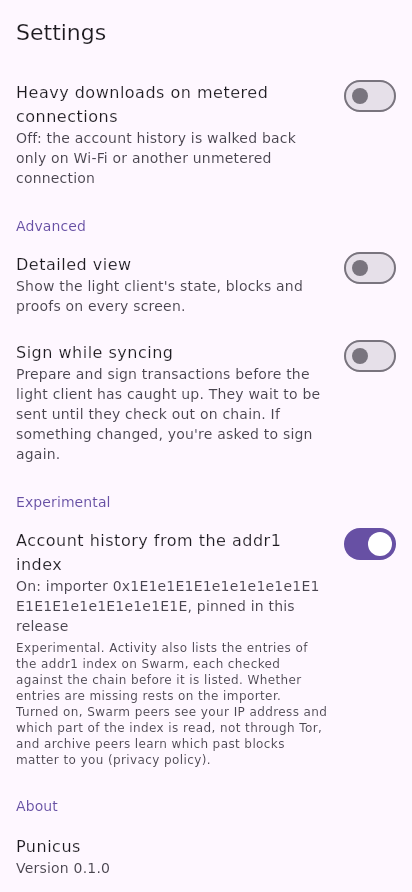 Settings
Heavy downloads on metered
connections
Off: the account history is walked back
only on Wi-Fi or another unmetered
connection
Advanced
Detailed view
Show the light client's state, blocks and
proofs on every screen.
Sign while syncing
Prepare and sign transactions before the
light client has caught up. They wait to be
sent until they check out on chain. If
something changed, you're asked to sign
again.
Experimental
Account history from the addr1
index
On: importer 0x1E1e1E1E1e1e1e1e1e1E1
E1E1E1e1e1E1e1e1E1E, pinned in this
release
Experimental. Activity also lists the entries of
the addr1 index on Swarm, each checked
against the chain before it is listed. Whether
entries are missing rests on the importer.
Turned on, Swarm peers see your IP address and
which part of the index is read, not through Tor,
and archive peers learn which past blocks
matter to you (privacy policy).
About
Punicus
Version 0.1.0